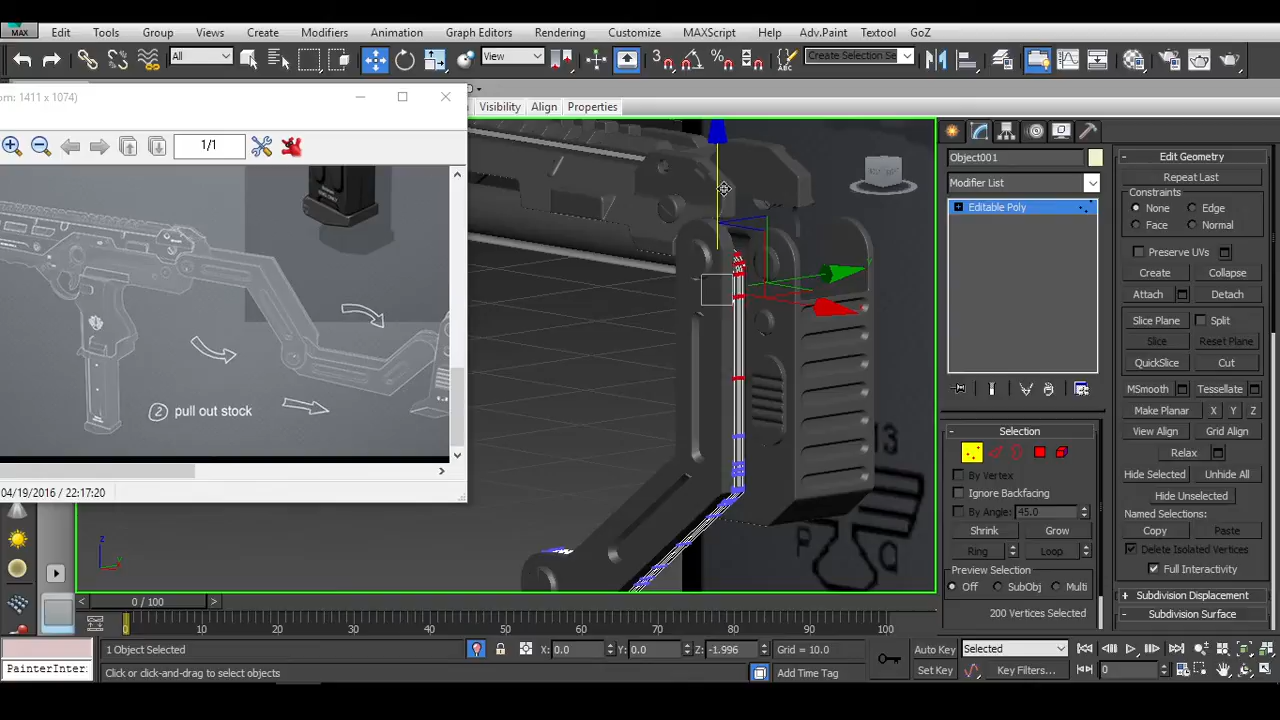 MAX
Edit Tools Group Views Create Modifiers Animation Graph Editors Rendering Customize MAXScript Help Adv.Paint Textool GoZ
All View Create Selection Se
om: 1411 x 1074)
Visibility Align Properties
1/1
2 pull out stock
04/19/2016 / 22:17:20
Object001
Modifier List
Editable Poly
Selection
By Vertex
Ignore Backfacing
By Angle: 45.0
Shrink Grow
Ring Loop
Preview Selection
Off SubObj Multi
200 Vertices Selected
Edit Geometry
Repeat Last
Constraints
None Edge
Face Normal
Preserve UVs
Create Collapse
Attach Detach
Slice Plane Split
Slice Reset Plane
QuickSlice Cut
MSmooth Tessellate
Make Planar X Y Z
View Align Grid Align
Relax
Hide Selected Unhide All
Hide Unselected
Named Selections:
Copy Paste
Delete Isolated Vertices
Full Interactivity
Subdivision Displacement
Subdivision Surface
0 / 100
0 10 20 30 40 50 60 70 80 90 100
1 Object Selected X: 0.0 Y: 0.0 Z: -1.996 Grid = 10.0 Auto Key Selected
PainterInter Click or click-and-drag to select objects Add Time Tag Set Key Key Filters... 0